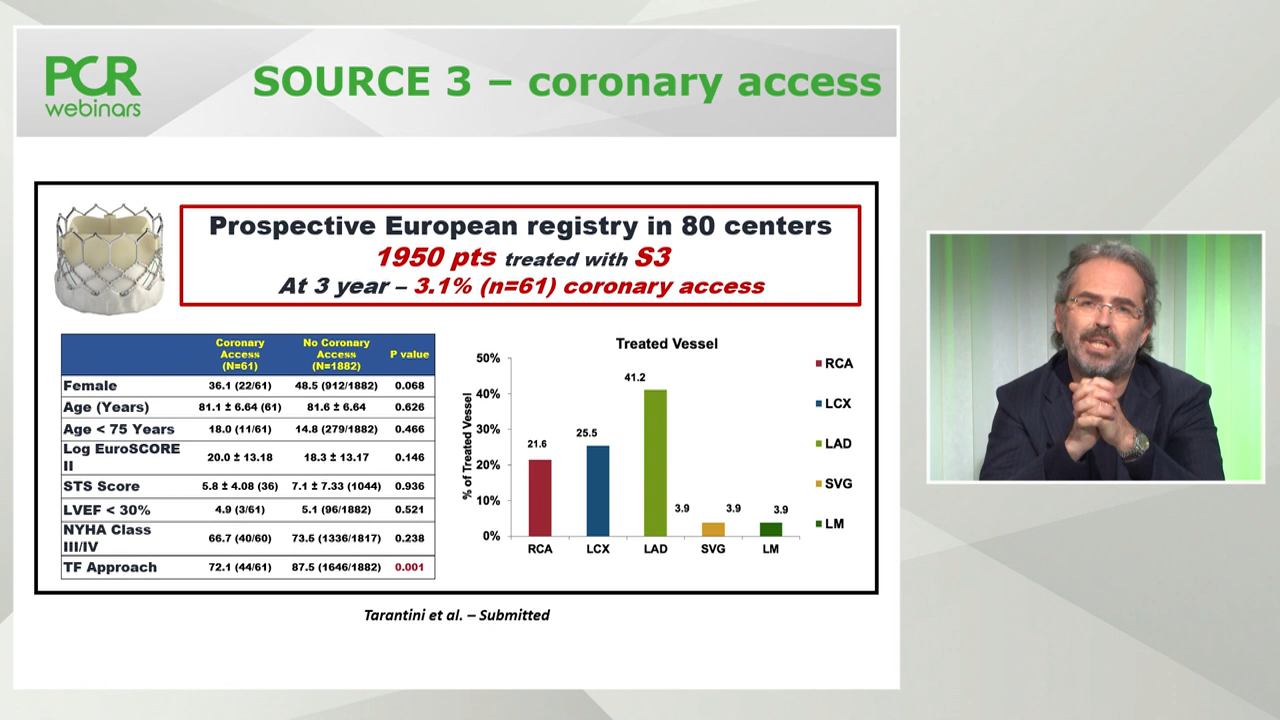 PCR
webinars
SOURCE 3 – coronary access
Prospective European registry in 80 centers
1950 pts treated with S3
At 3 year – 3.1% (n=61) coronary access
Coronary Access (N=61) No Coronary Access (N=1882) P value
Female 36.1 (22/61) 48.5 (912/1882) 0.068
Age (Years) 81.1 ± 6.64 (61) 81.6 ± 6.64 0.626
Age < 75 Years 18.0 (11/61) 14.8 (279/1882) 0.466
Log EuroSCORE II 20.0 ± 13.18 18.3 ± 13.17 0.146
STS Score 5.8 ± 4.08 (36) 7.1 ± 7.33 (1044) 0.936
LVEF < 30% 4.9 (3/61) 5.1 (96/1882) 0.521
NYHA Class III/IV 66.7 (40/60) 73.5 (1336/1817) 0.238
TF Approach 72.1 (44/61) 87.5 (1646/1882) 0.001
Treated Vessel
% of Treated Vessel
50%
40%
30%
20%
10%
0%
21.6
25.5
41.2
3.9
3.9
3.9
RCA
LCX
LAD
SVG
LM
RCA
LCX
LAD
SVG
LM
Tarantini et al. – Submitted